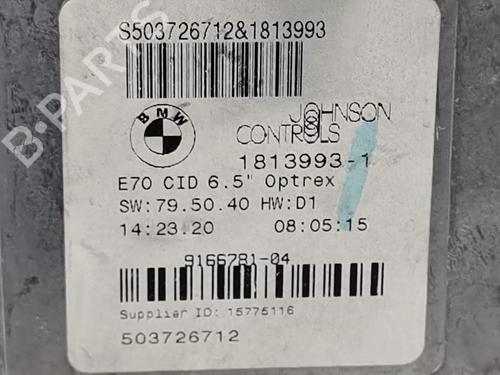 S503726712&1813993
BMW
JOHNSON
CONTROLS
1813993-1
E70 CID 6.5" Optrex
SW:79.50.40 HW:D1
14:23.20 08:05:15
9166781-04
Supplier ID: 15775116
503726712
B-PARTS